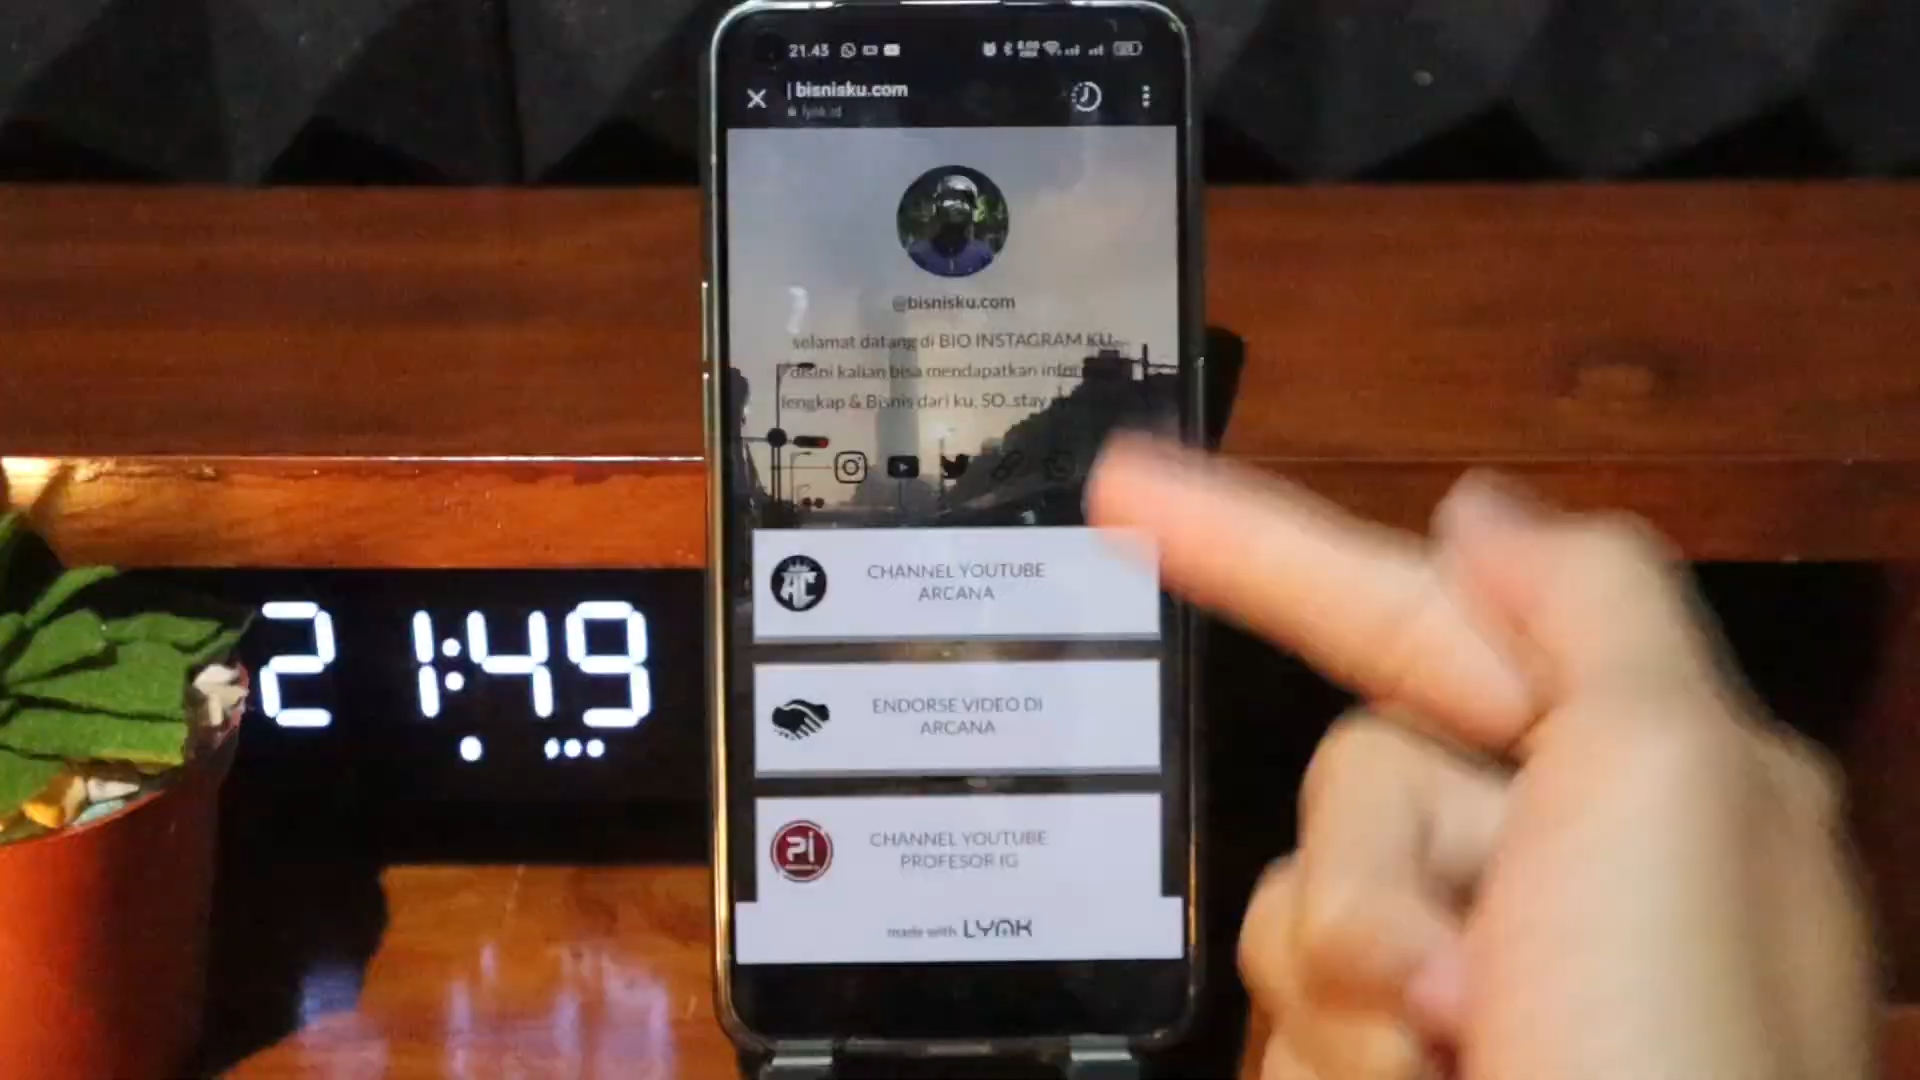 21.43
| bisnisku.com
lynk.id
@bisnisku.com
selamat datang di BIO INSTAGRAM KU...
disini kalian bisa mendapatkan
lengkap & Bisnis dari ku, SO..stay
CHANNEL YOUTUBE
ARCANA
ENDORSE VIDEO DI
ARCANA
CHANNEL YOUTUBE
PROFESOR IG
made with LYNK
21:49